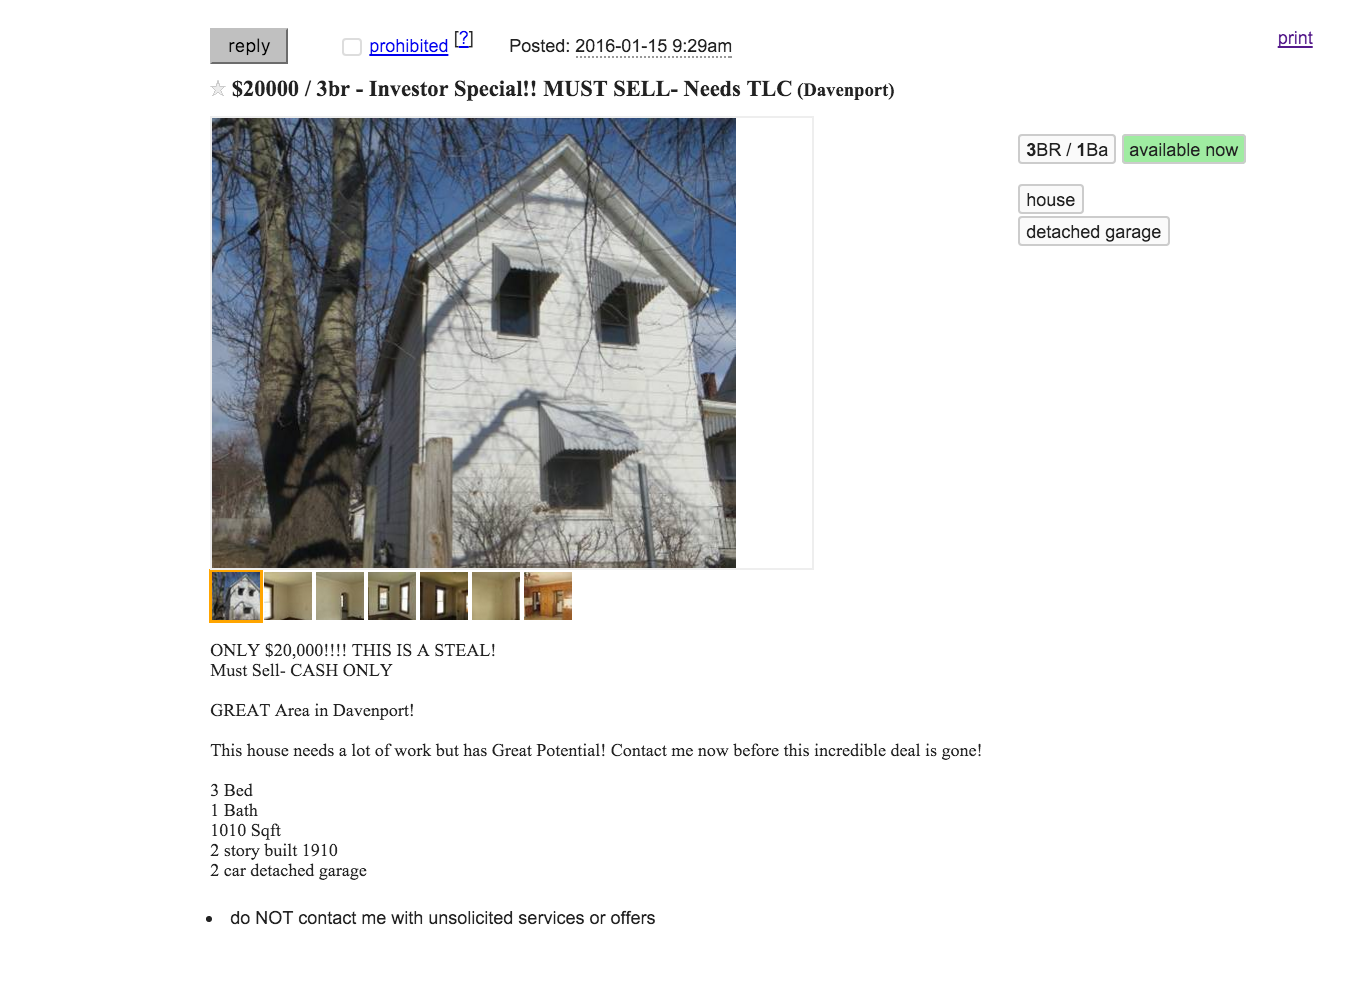 reply
prohibited [?]
Posted: 2016-01-15 9:29am
print
$20000 / 3br - Investor Special!! MUST SELL- Needs TLC (Davenport)
3BR / 1Ba
available now
house
detached garage
ONLY $20,000!!!! THIS IS A STEAL!
Must Sell- CASH ONLY
GREAT Area in Davenport!
This house needs a lot of work but has Great Potential! Contact me now before this incredible deal is gone!
3 Bed
1 Bath
1010 Sqft
2 story built 1910
2 car detached garage
• do NOT contact me with unsolicited services or offers